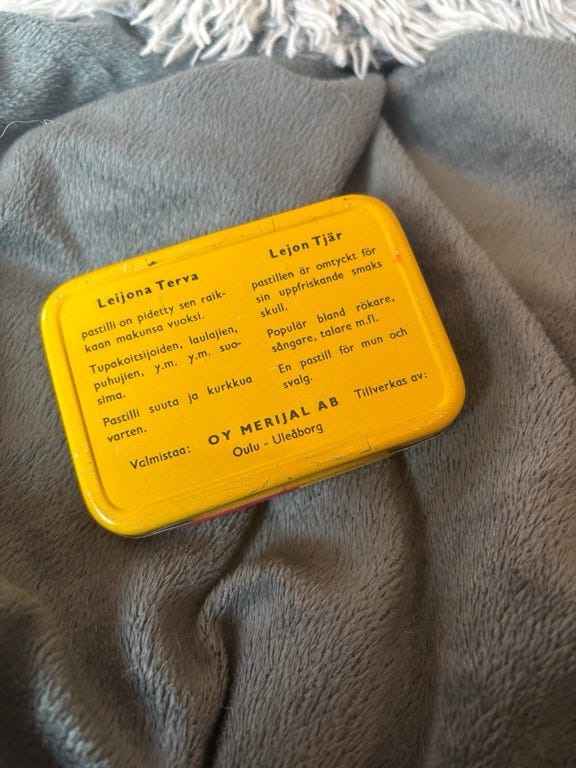 Leijona Terva
pastilli on pidetty sen raik-
kaan makunsa vuoksi.
Tupakoitsijoiden, laulajien,
puhujien, y.m. y.m. suo-
sima.
Pastilli suuta ja kurkkua
varten.
Lejon Tjär
pastillen är omtyckt för
sin uppfriskande smaks
skull.
Populär bland rökare,
sångare, talare m.fl.
En pastill för mun och
svalg.
Valmistaa: OY MERIJAL AB Tillverkas av:
Oulu - Uleåborg